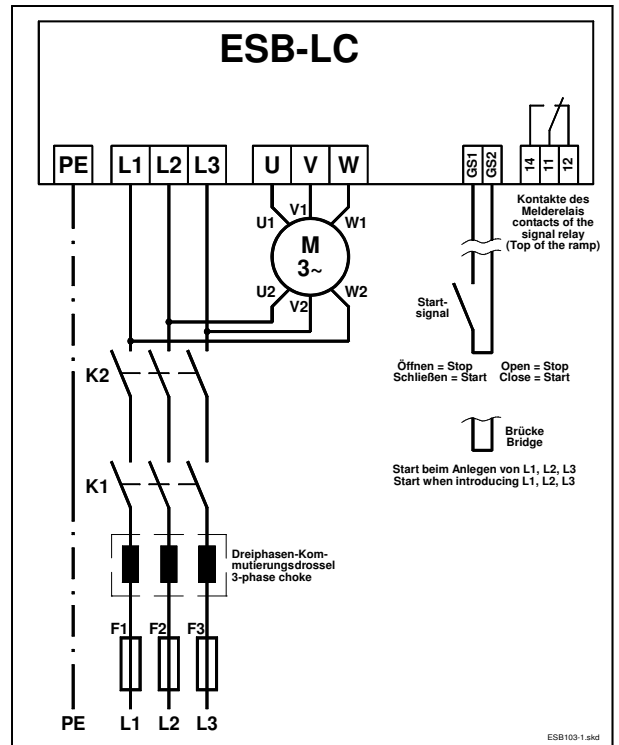 ESB-LC
PE L1 L2 L3 U V W GS1 GS2 14 11 12
Kontakte des
Melderelais
contacts of the
signal relay
(Top of the ramp)
U1 V1 W1
M
3~
U2 V2 W2
Start-
signal
Öffnen = Stop Open = Stop
Schließen = Start Close = Start
K2
Brücke
Bridge
Start beim Anlegen von L1, L2, L3
Start when introducing L1, L2, L3
K1
Dreiphasen-Kom-
mutierungsdrossel
3-phase choke
F1 F2 F3
PE L1 L2 L3
ESB103-1.skd